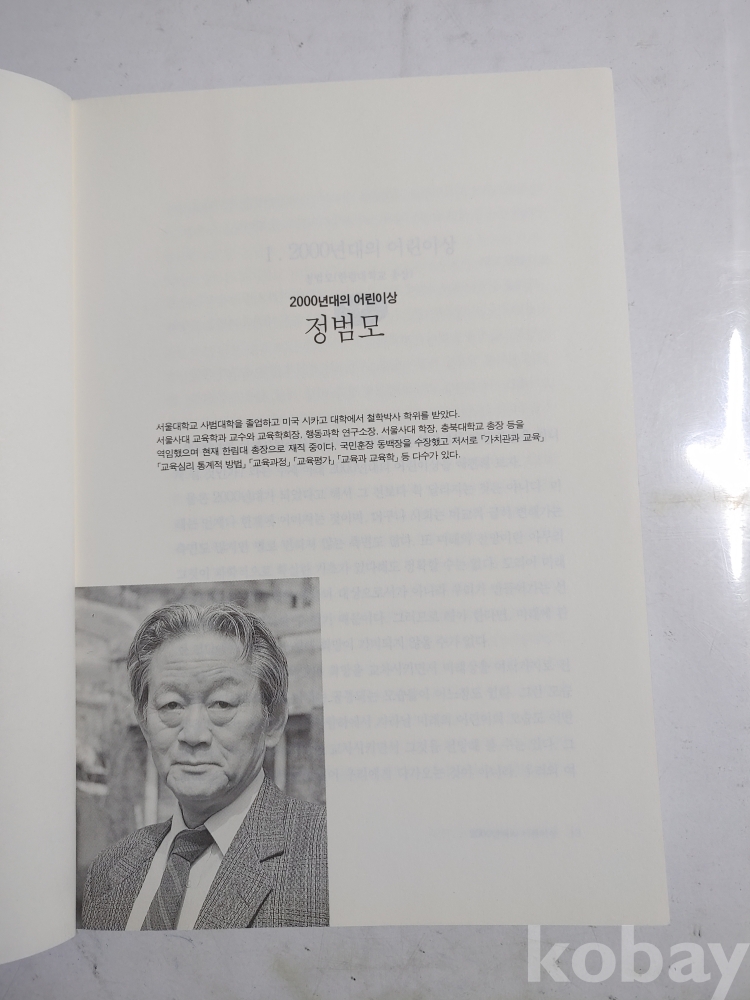 2000년대의 어린이상
정범모
서울대학교 사범대학을 졸업하고 미국 시카고 대학에서 철학박사 학위를 받았다.
서울사대 교육학과 교수와 교육학회장, 행동과학 연구소장, 서울사대 학장, 충북대학교 총장 등을
역임했으며 현재 한림대 총장으로 재직 중이다. 국민훈장 동백장을 수장했고 저서로 「가치관과 교육」
「교육심리 통계적 방법」「교육과정」「교육평가」「교육과 교육학」 등 다수가 있다.
kobay